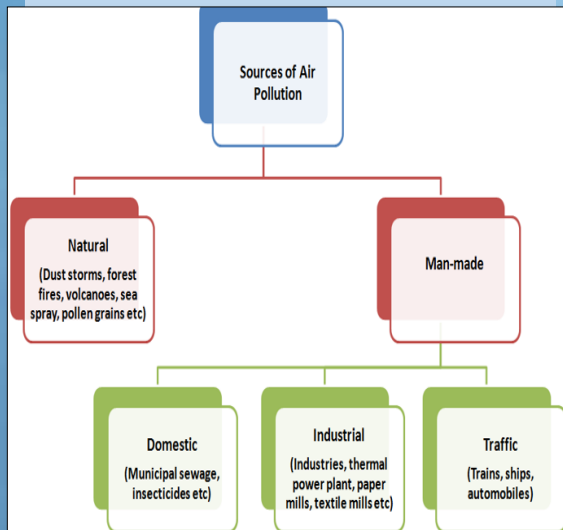 Sources of Air
Pollution
Natural
(Dust storms, forest
fires, volcanoes, sea
spray, pollen grains etc)
Man-made
Domestic
(Municipal sewage,
insecticides etc)
Industrial
(Industries, thermal
power plant, paper
mills, textile mills etc)
Traffic
(Trains, ships,
automobiles)